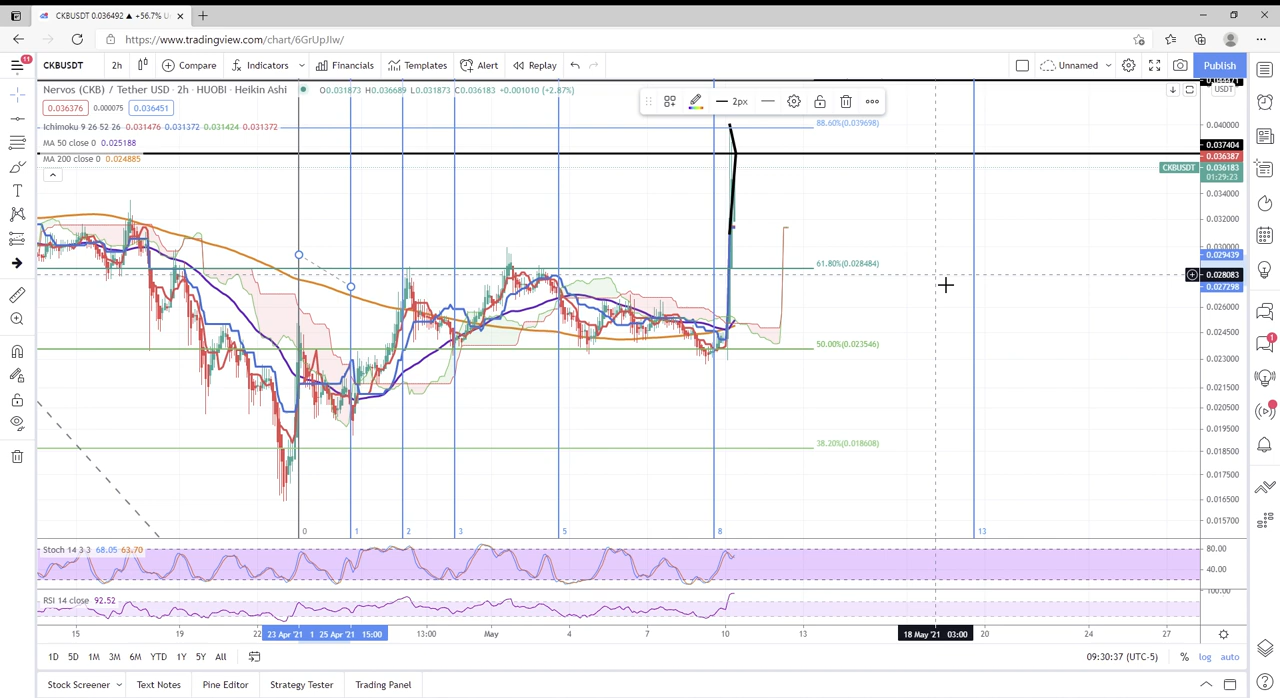 CKBUSDT 0.036492 ▲ +56.7% U
https://www.tradingview.com/chart/6GrUpJIw/
11
CKBUSDT 2h Compare Indicators Financials Templates Alert Replay Unnamed Publish
Nervos (CKB) / Tether USD · 2h · HUOBI · Heikin Ashi O0.031873 H0.036689 L0.031873 C0.036183 +0.001010 (+2.87%)
0.036376 0.000075 0.036451
2px
USDT
Ichimoku 9 26 52 26 0.031476 0.031372 0.031424 0.031372
88.60%(0.039698)
0.040000
MA 50 close 0 0.025188
0.037404
MA 200 close 0 0.024885
0.036387
CKBUSDT 0.036183
01:29:23
0.034000
0.032000
0.030000
0.029439
61.80%(0.028484)
0.028083
0.027298
0.026000
0.024500
50.00%(0.023546)
0.023000
0.021500
0.020500
0.019500
38.20%(0.018608)
0.018500
0.017500
0.016500
0.015700
0 1 2 3 5 8 13
1
Stoch 14 3 3 68.05 63.70
80.00
40.00
RSI 14 close 92.52
100.00
15 19 22 23 Apr '21 1 25 Apr '21 15:00 13:00 May 4 7 10 13 18 May '21 03:00 20 24 27
1D 5D 1M 3M 6M YTD 1Y 5Y All 09:30:37 (UTC-5) % log auto
Stock Screener Text Notes Pine Editor Strategy Tester Trading Panel